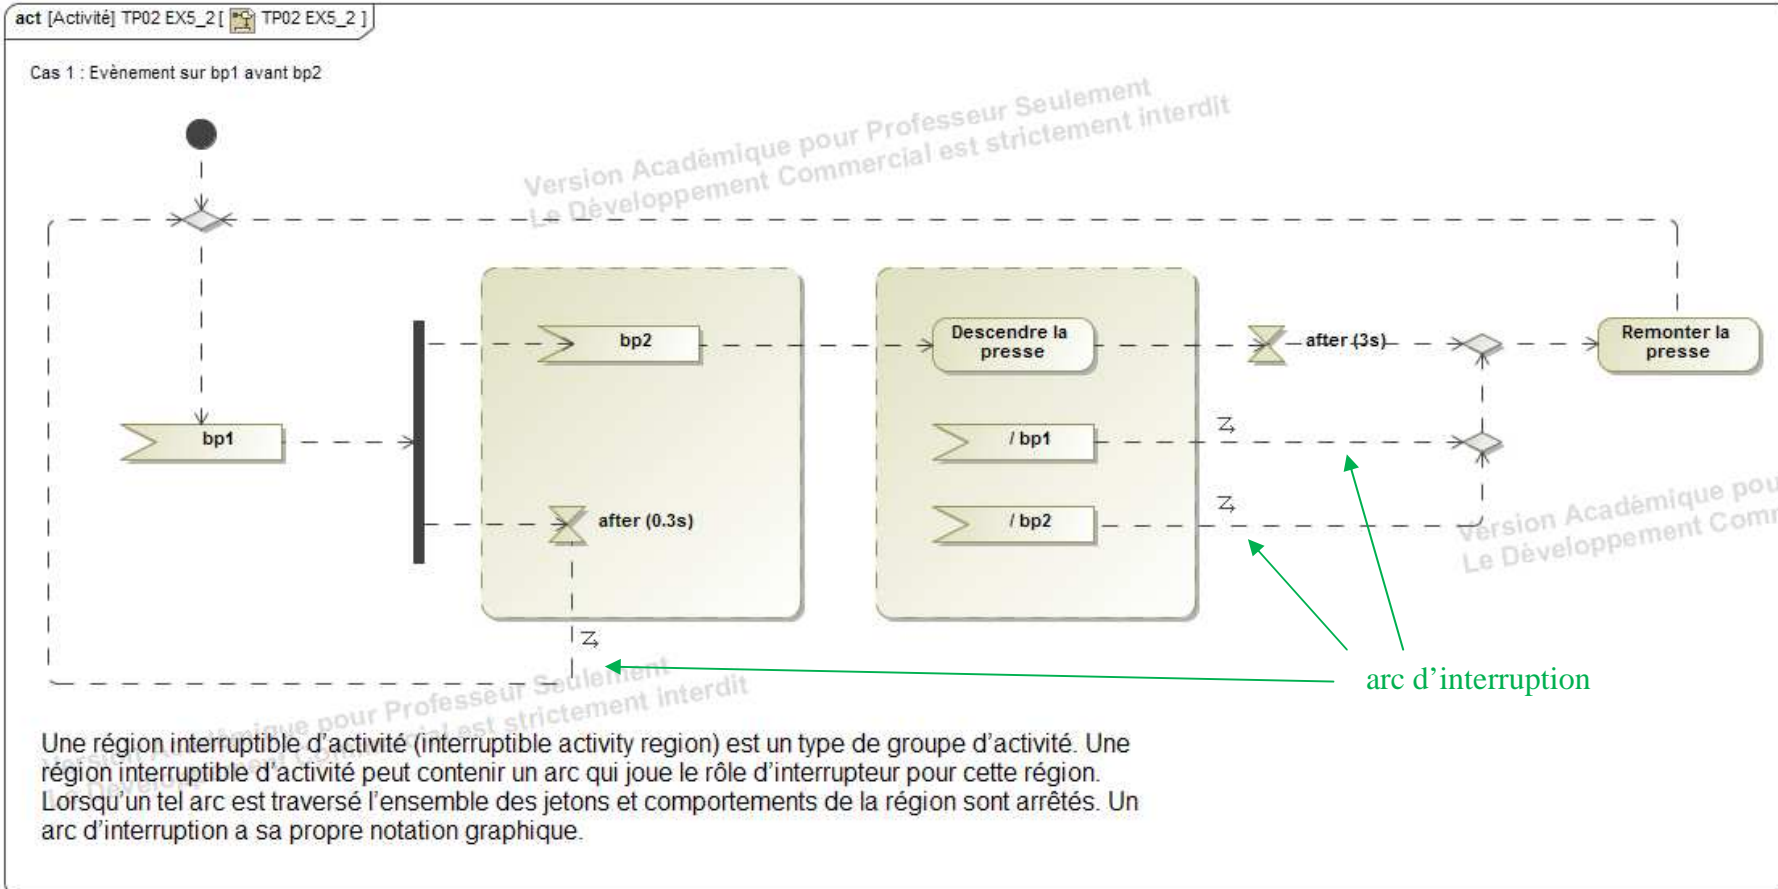 act [Activité] TP02 EX5_2 [ TP02 EX5_2 ]
Cas 1 : Evènement sur bp1 avant bp2
Version Académique pour Professeur Seulement
Le Développement Commercial est strictement interdit
bp2
Descendre la
presse
after (3s)
Remonter la
presse
bp1
/ bp1
after (0.3s)
/ bp2
Version Académique pou
Le Développement Comm
arc d’interruption
Version Académique pour Professeur Seulement
Le Développement Commercial est strictement interdit
Une région interruptible d’activité (interruptible activity region) est un type de groupe d’activité. Une
région interruptible d’activité peut contenir un arc qui joue le rôle d’interrupteur pour cette région.
Lorsqu’un tel arc est traversé l’ensemble des jetons et comportements de la région sont arrêtés. Un
arc d’interruption a sa propre notation graphique.